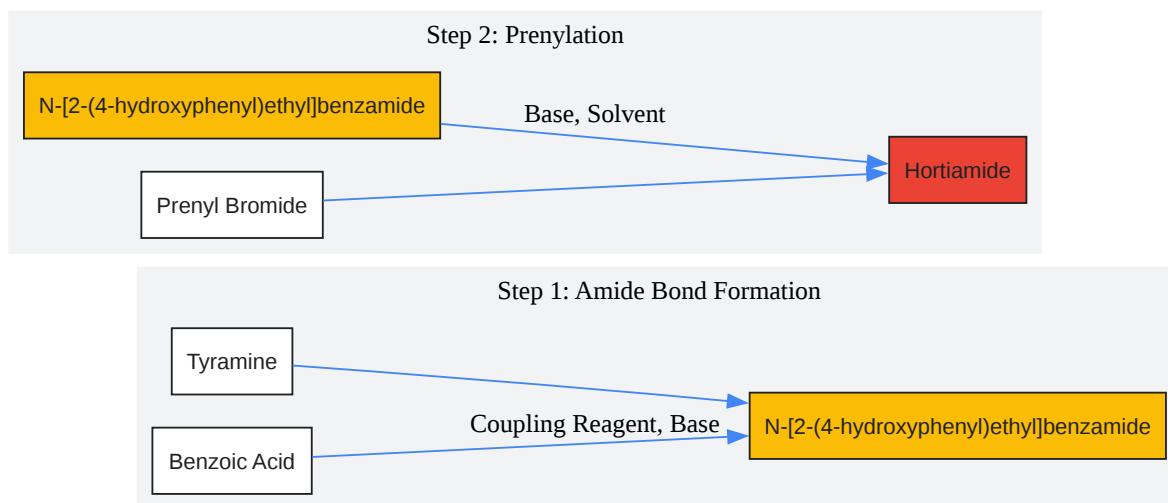 Step 2: Prenylation
N-[2-(4-hydroxyphenyl)ethyl]benzamide
Base, Solvent
Hortiamide
Prenyl Bromide
Step 1: Amide Bond Formation
Tyramine
Coupling Reagent, Base
N-[2-(4-hydroxyphenyl)ethyl]benzamide
Benzoic Acid